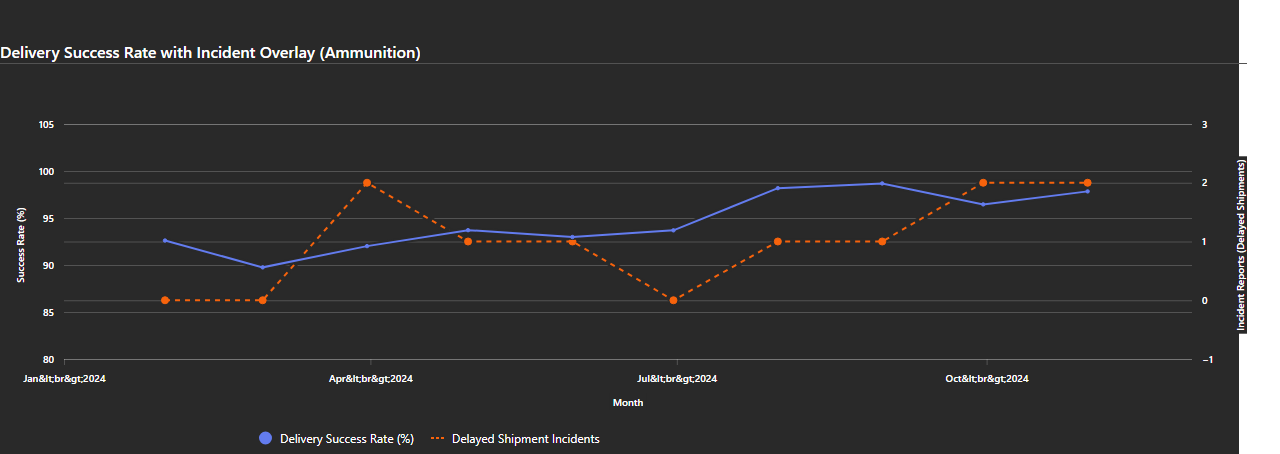 Delivery Success Rate with Incident Overlay (Ammunition)
105
100
95
90
85
80
Success Rate (%)
3
2
1
0
−1
Incident Reports (Delayed Shipments)
Jan&lt;br&gt;2024
Apr&lt;br&gt;2024
Jul&lt;br&gt;2024
Oct&lt;br&gt;2024
Month
Delivery Success Rate (%)
Delayed Shipment Incidents